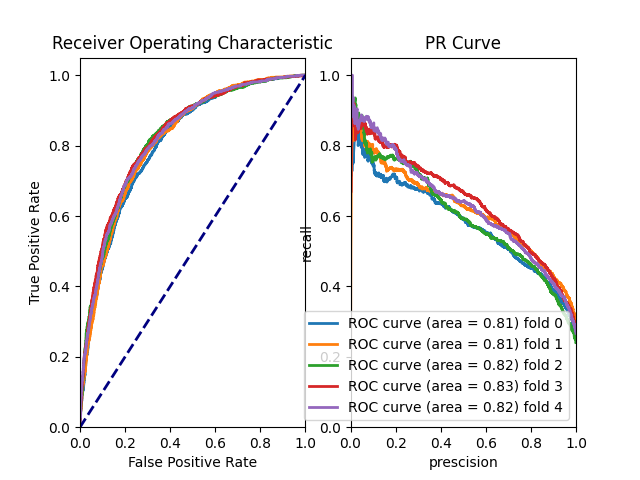 Receiver Operating Characteristic
1.0
0.8
0.6
0.4
0.2
0.0
True Positive Rate
0.0 0.2 0.4 0.6 0.8 1.0
False Positive Rate
PR Curve
1.0
0.8
0.6
0.4
0.2
0.0
recall
0.0 0.2 0.4 0.6 0.8 1.0
prescision
ROC curve (area = 0.81) fold 0
ROC curve (area = 0.81) fold 1
ROC curve (area = 0.82) fold 2
ROC curve (area = 0.83) fold 3
ROC curve (area = 0.82) fold 4